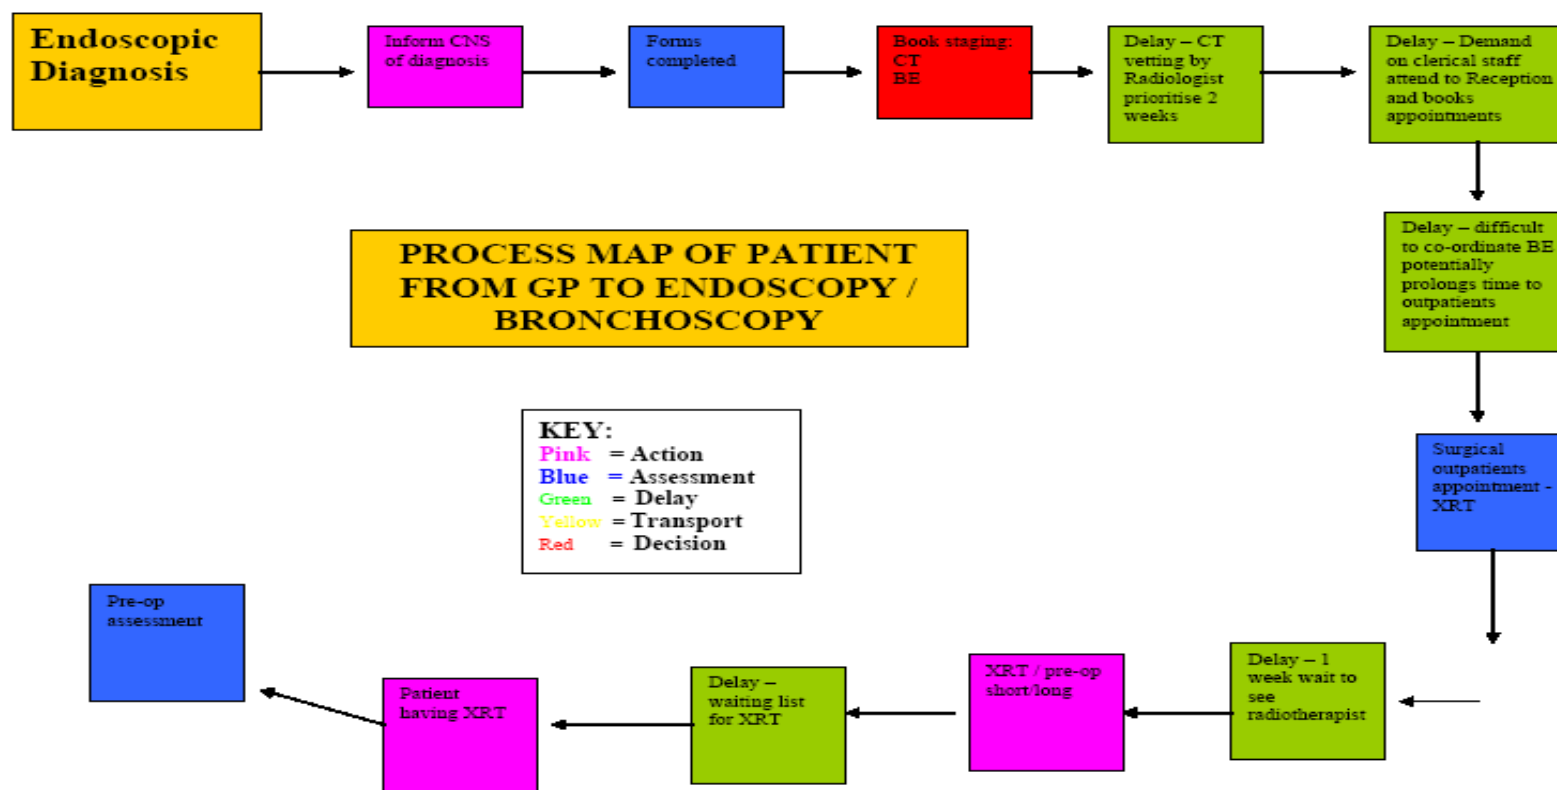 Endoscopic
Diagnosis
Inform CNS
of diagnosis
Forms
completed
Book staging:
CT
BE
Delay – CT
vetting by
Radiologist
prioritise 2
weeks
Delay – Demand
on clerical staff
attend to Reception
and books
appointments
Delay – difficult
to co-ordinate BE
potentially
prolongs time to
outpatients
appointment
PROCESS MAP OF PATIENT
FROM GP TO ENDOSCOPY /
BRONCHOSCOPY
KEY:
Pink = Action
Blue = Assessment
Green = Delay
Yellow = Transport
Red = Decision
Surgical
outpatients
appointment -
XRT
Delay – 1
week wait to
see
radiotherapist
XRT / pre-op
short/long
Delay –
waiting list
for XRT
Patient
having XRT
Pre-op
assessment